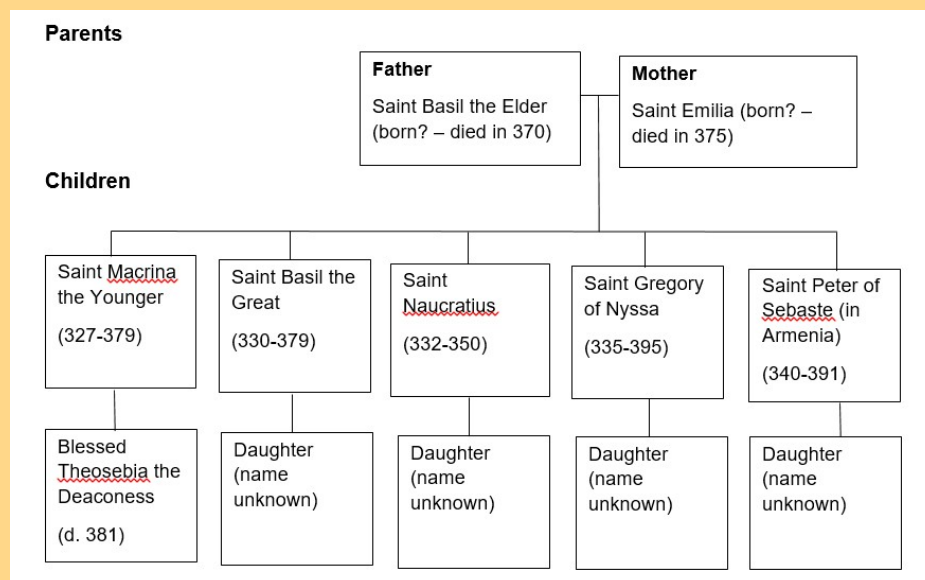 Parents
Father
Saint Basil the Elder
(born? – died in 370)
Mother
Saint Emilia (born? –
died in 375)
Children
Saint Macrina
the Younger
(327-379)
Saint Basil the
Great
(330-379)
Saint
Naucratius
(332-350)
Saint Gregory
of Nyssa
(335-395)
Saint Peter of
Sebaste (in
Armenia)
(340-391)
Blessed
Theosebia the
Deaconess
(d. 381)
Daughter
(name
unknown)
Daughter
(name
unknown)
Daughter
(name
unknown)
Daughter
(name
unknown)